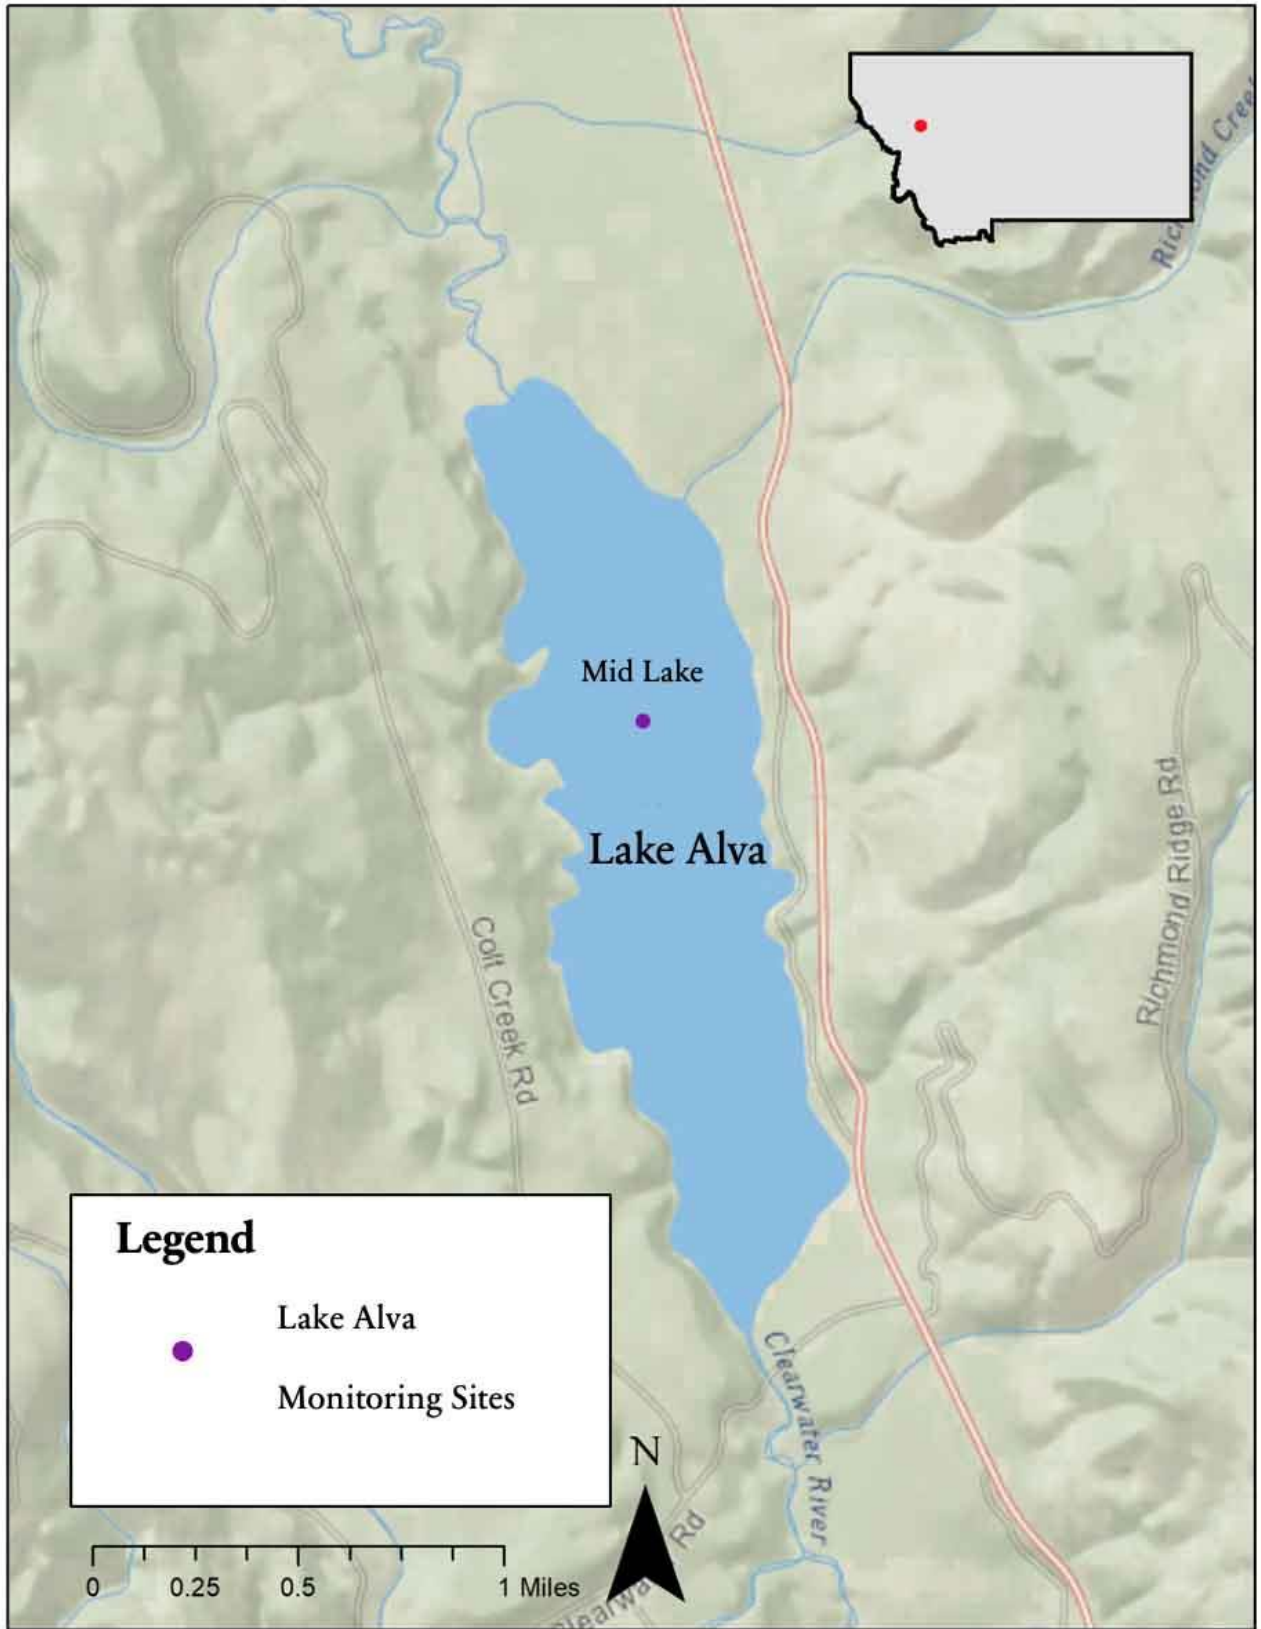 Richmond Creek
Mid Lake
Lake Alva
Richmond Ridge Rd
Colt Creek Rd
Legend
Lake Alva
Monitoring Sites
Clearwater River
N
Rd
0 0.25 0.5 1 Miles